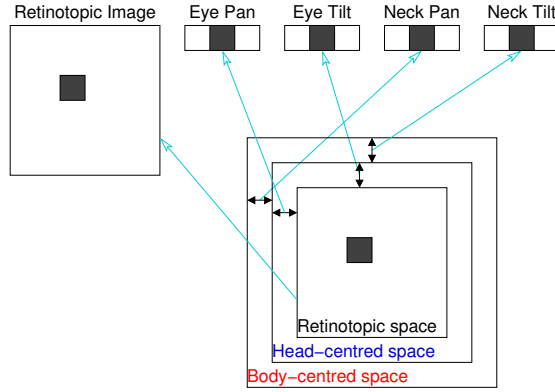 Retinotopic Image
Eye Pan
Eye Tilt
Neck Pan
Neck Tilt
Retinotopic space
Head−centred space
Body−centred space